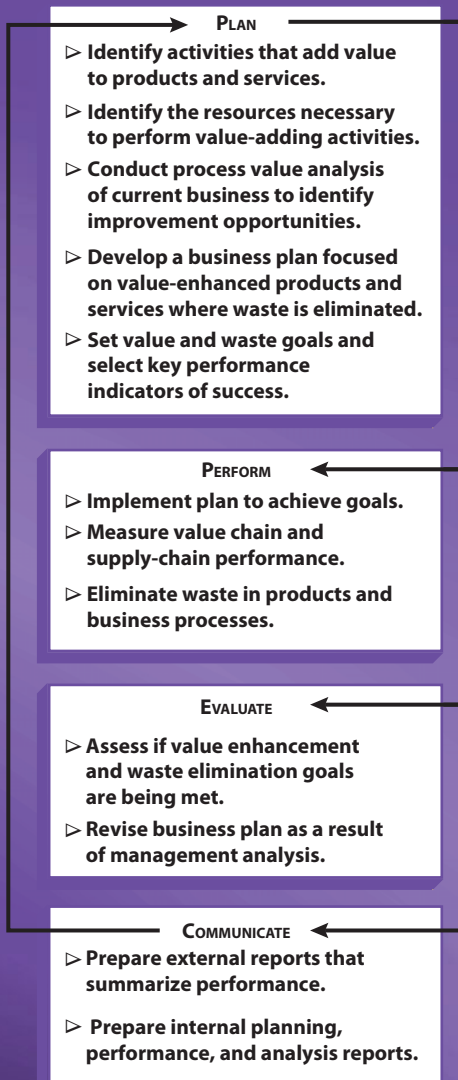 PLAN
▷ Identify activities that add value
to products and services.
▷ Identify the resources necessary
to perform value-adding activities.
▷ Conduct process value analysis
of current business to identify
improvement opportunities.
▷ Develop a business plan focused
on value-enhanced products and
services where waste is eliminated.
▷ Set value and waste goals and
select key performance
indicators of success.
PERFORM
▷ Implement plan to achieve goals.
▷ Measure value chain and
supply-chain performance.
▷ Eliminate waste in products and
business processes.
EVALUATE
▷ Assess if value enhancement
and waste elimination goals
are being met.
▷ Revise business plan as a result
of management analysis.
COMMUNICATE
▷ Prepare external reports that
summarize performance.
▷ Prepare internal planning,
performance, and analysis reports.